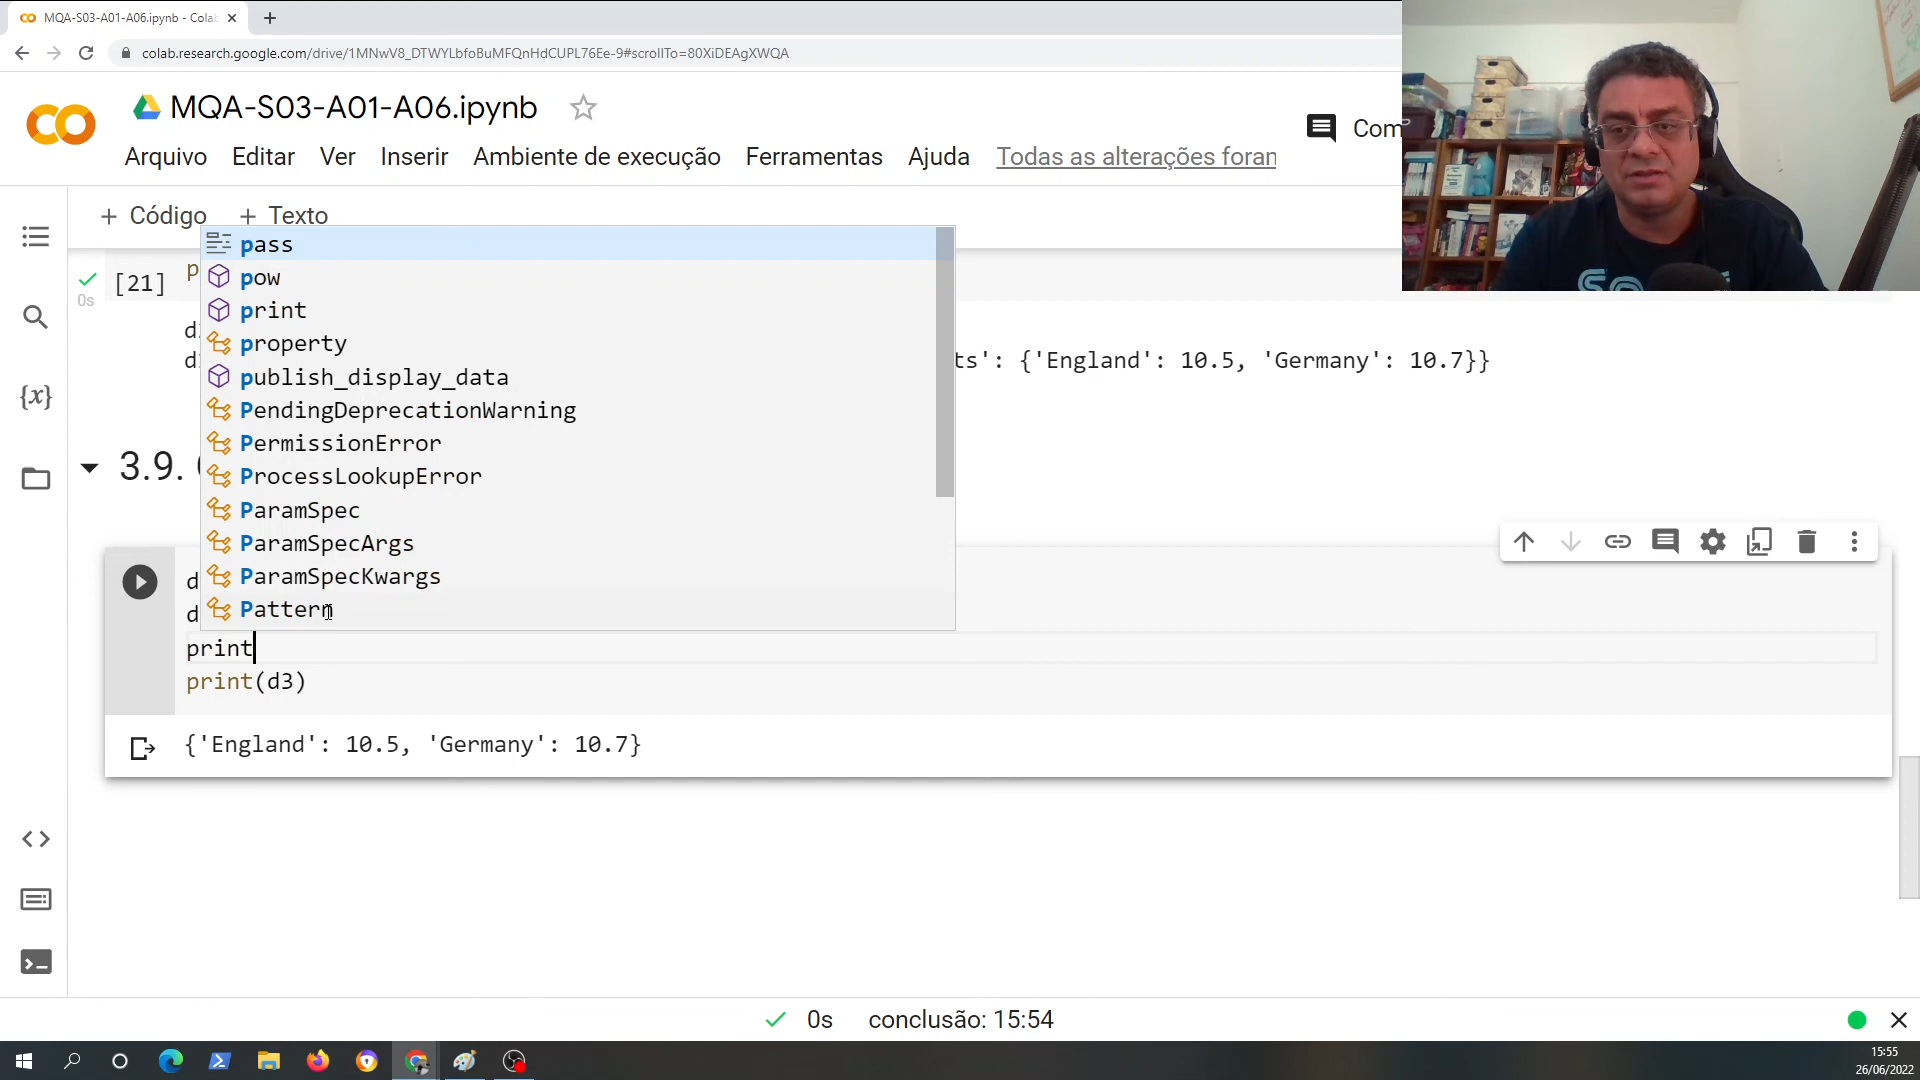 MQA-S03-A01-A06.ipynb - Cola
colab.research.google.com/drive/1MNwV8_DTWYLbfoBuMFQnHdCUPL76Ee-9#scrollTo=80XiDEAgXWQA
MQA-S03-A01-A06.ipynb
Com
Arquivo Editar Ver Inserir Ambiente de execução Ferramentas Ajuda Todas as alterações foran
+ Código + Texto
pass
[21] p
0s
pow
print
d
property
d ts': {'England': 10.5, 'Germany': 10.7}}
publish_display_data
{x}
PendingDeprecationWarning
PermissionError
3.9.
ProcessLookupError
ParamSpec
ParamSpecArgs
ParamSpecKwargs
d
Pattern
d
print
print(d3)
{'England': 10.5, 'Germany': 10.7}
0s conclusão: 15:54
15:55
26/06/2022